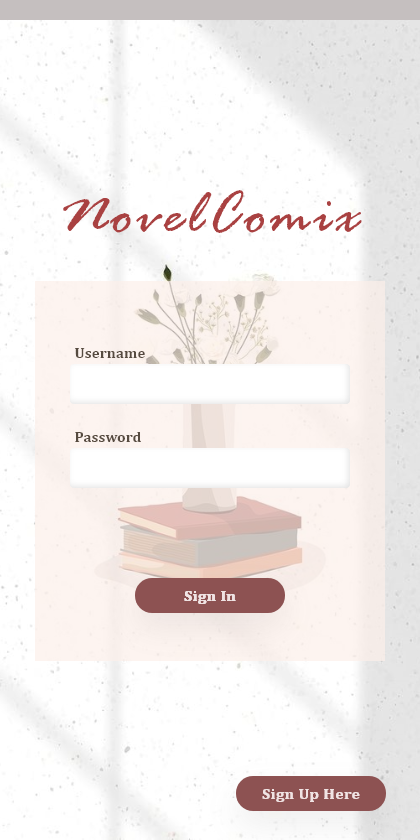 NovelComix
Username
Password
Sign In
Sign Up Here